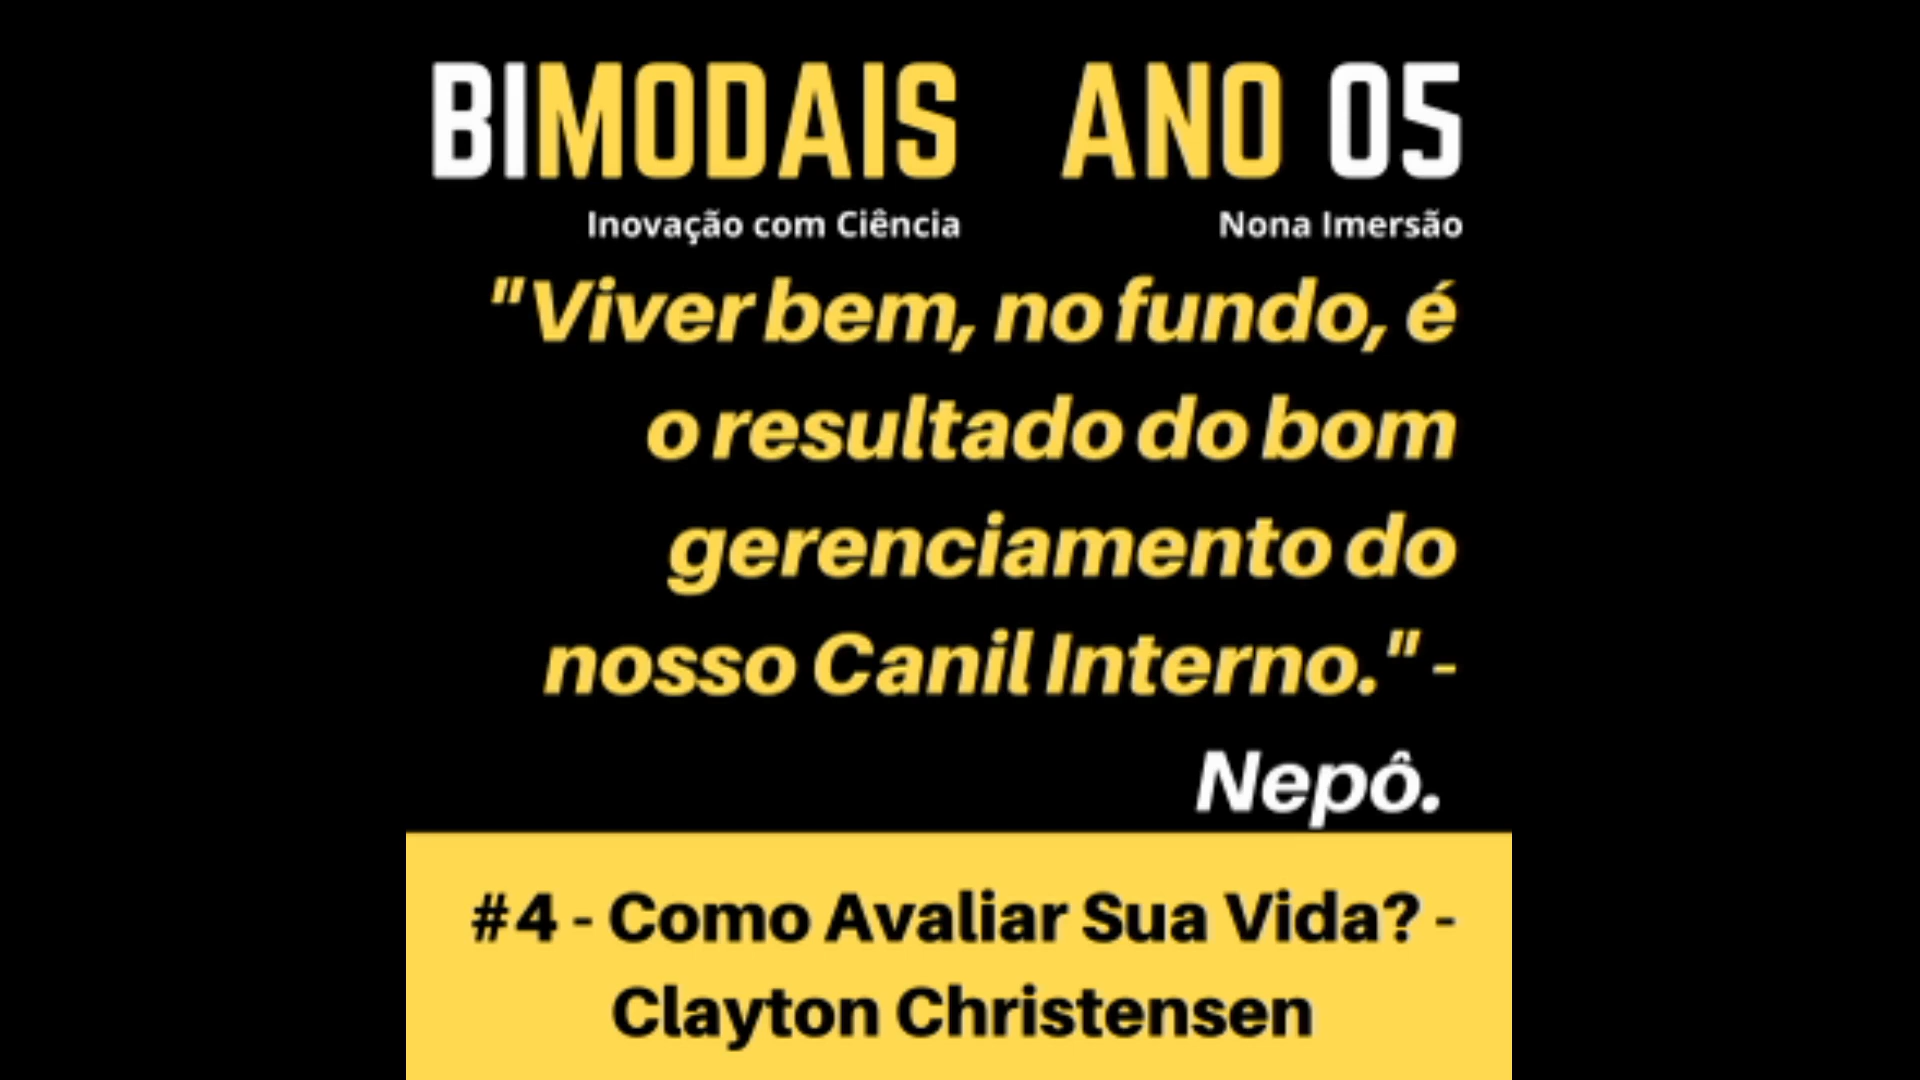 BIMODAIS ANO 05
Inovação com Ciência Nona Imersão
"Viver bem, no fundo, é
o resultado do bom
gerenciamento do
nosso Canil Interno." -
Nepô.
#4 - Como Avaliar Sua Vida? -
Clayton Christensen